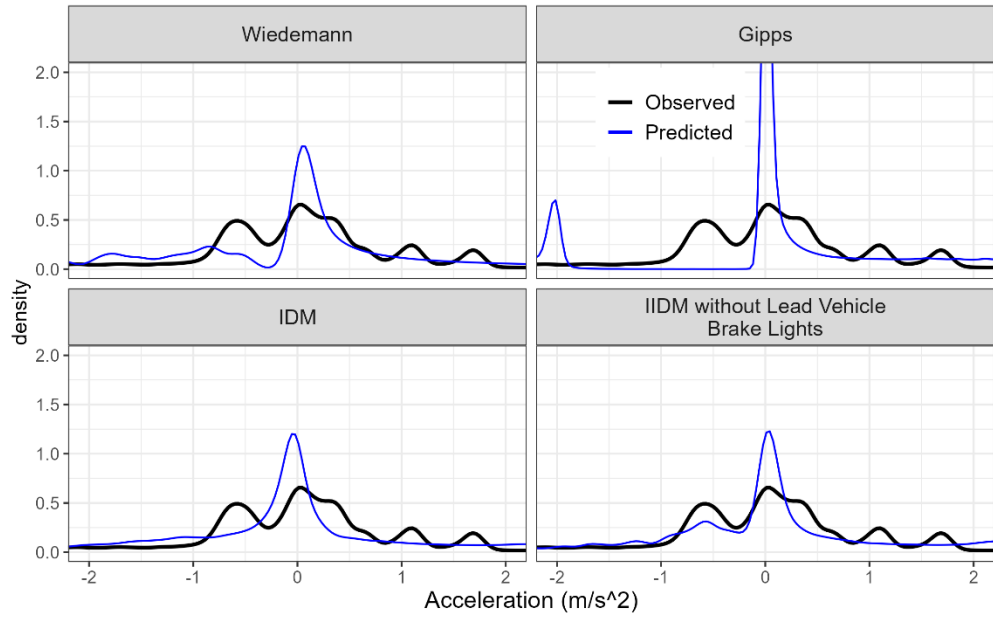 Wiedemann
Gipps
2.0
1.5
1.0
0.5
0.0
Observed
Predicted
IDM
IIDM without Lead Vehicle
Brake Lights
2.0
1.5
1.0
0.5
0.0
density
-2
-1
0
1
2
-2
-1
0
1
2
Acceleration (m/s^2)